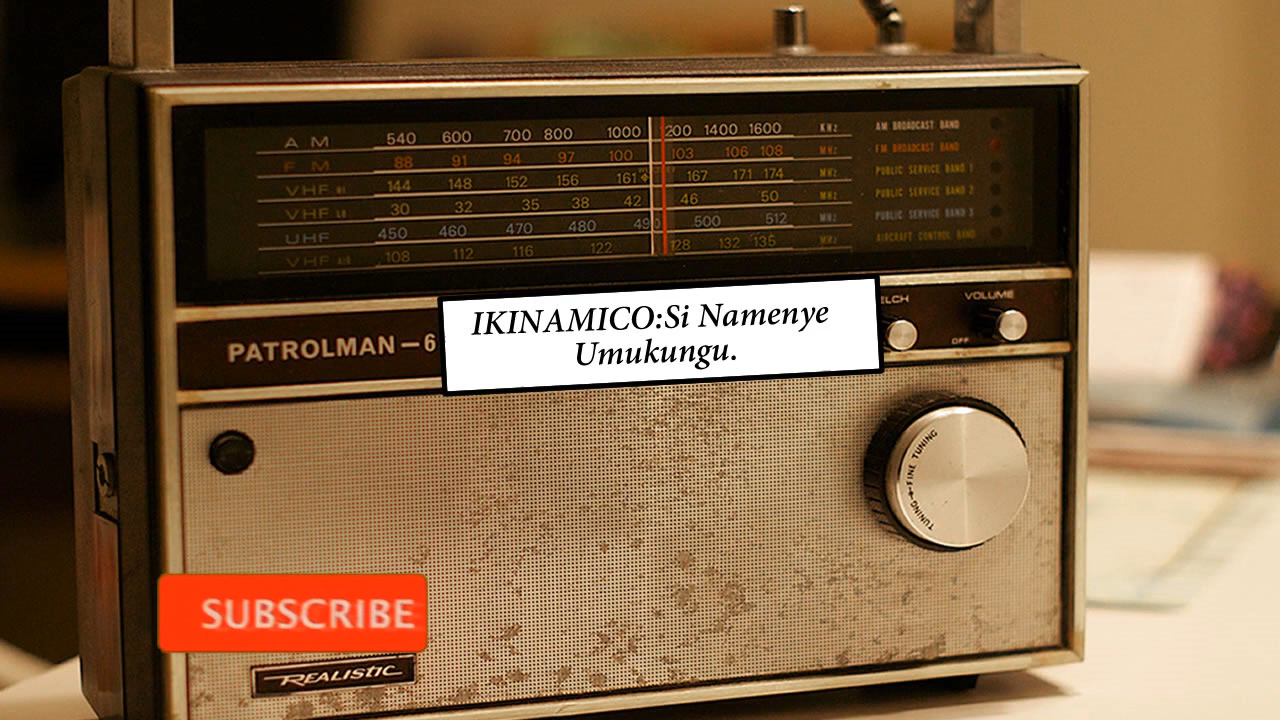 AM 540 600 700 800 1000 1200 1400 1600 KHz AM BROADCAST BAND
FM 88 91 94 97 100 103 106 108 MHz FM BROADCAST BAND
VHF HI 144 148 152 156 161 167 171 174 MHz PUBLIC SERVICE BAND 1
VHF LO 30 32 35 38 42 46 50 MHz PUBLIC SERVICE BAND 2
UHF 450 460 470 480 490 500 512 MHz PUBLIC SERVICE BAND 3
VHF AIR 108 112 116 122 128 132 135 MHz AIRCRAFT CONTROL BAND
ELCH VOLUME
OFF
PATROLMAN–6
IKINAMICO:Si Namenye
Umukungu.
TUNING FINE TUNING
SUBSCRIBE
REALISTIC